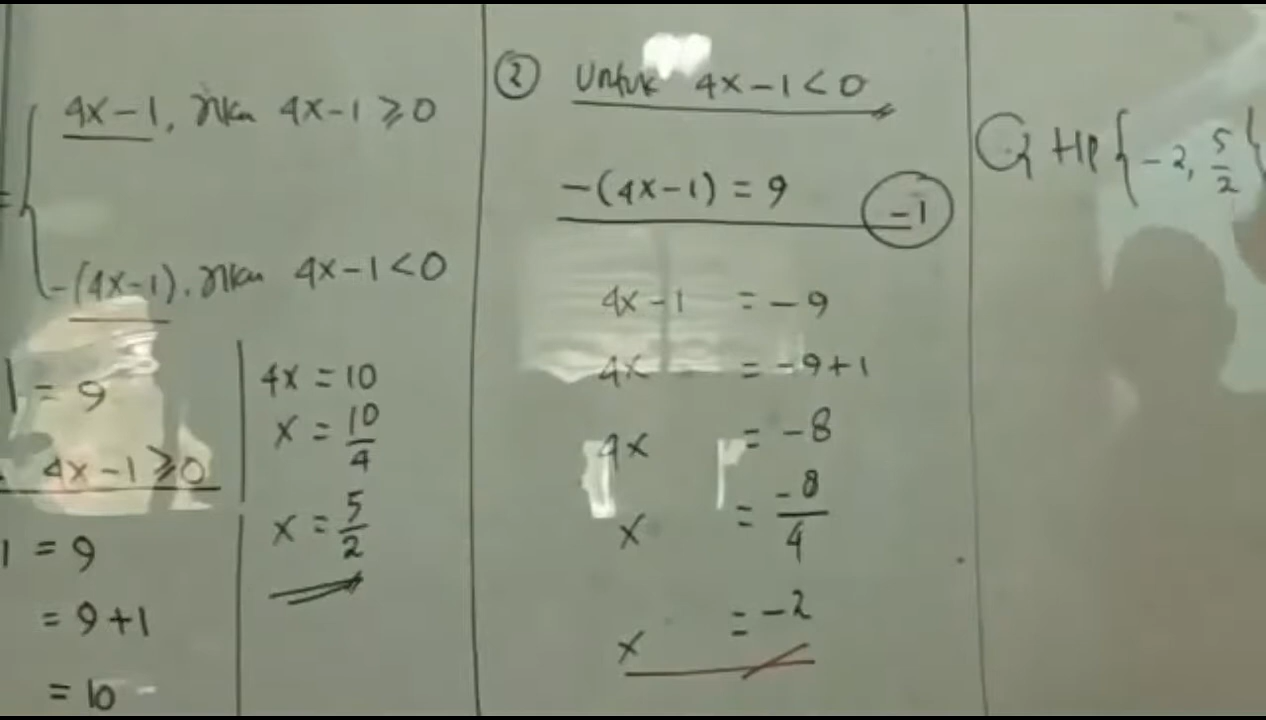 = { 4x-1, Jika 4x-1 ≥ 0
-(4x-1), Jika 4x-1 < 0
1 = 9
4x-1 ≥ 0
1 = 9
= 9+1
= 10
4x = 10
x = 10/4
x = 5/2
② Untuk 4x-1 < 0
-(4x-1) = 9 -1
4x-1 = -9
4x = -9+1
4x = -8
x = -8/4
x = -2
HP {-2, 5/2}